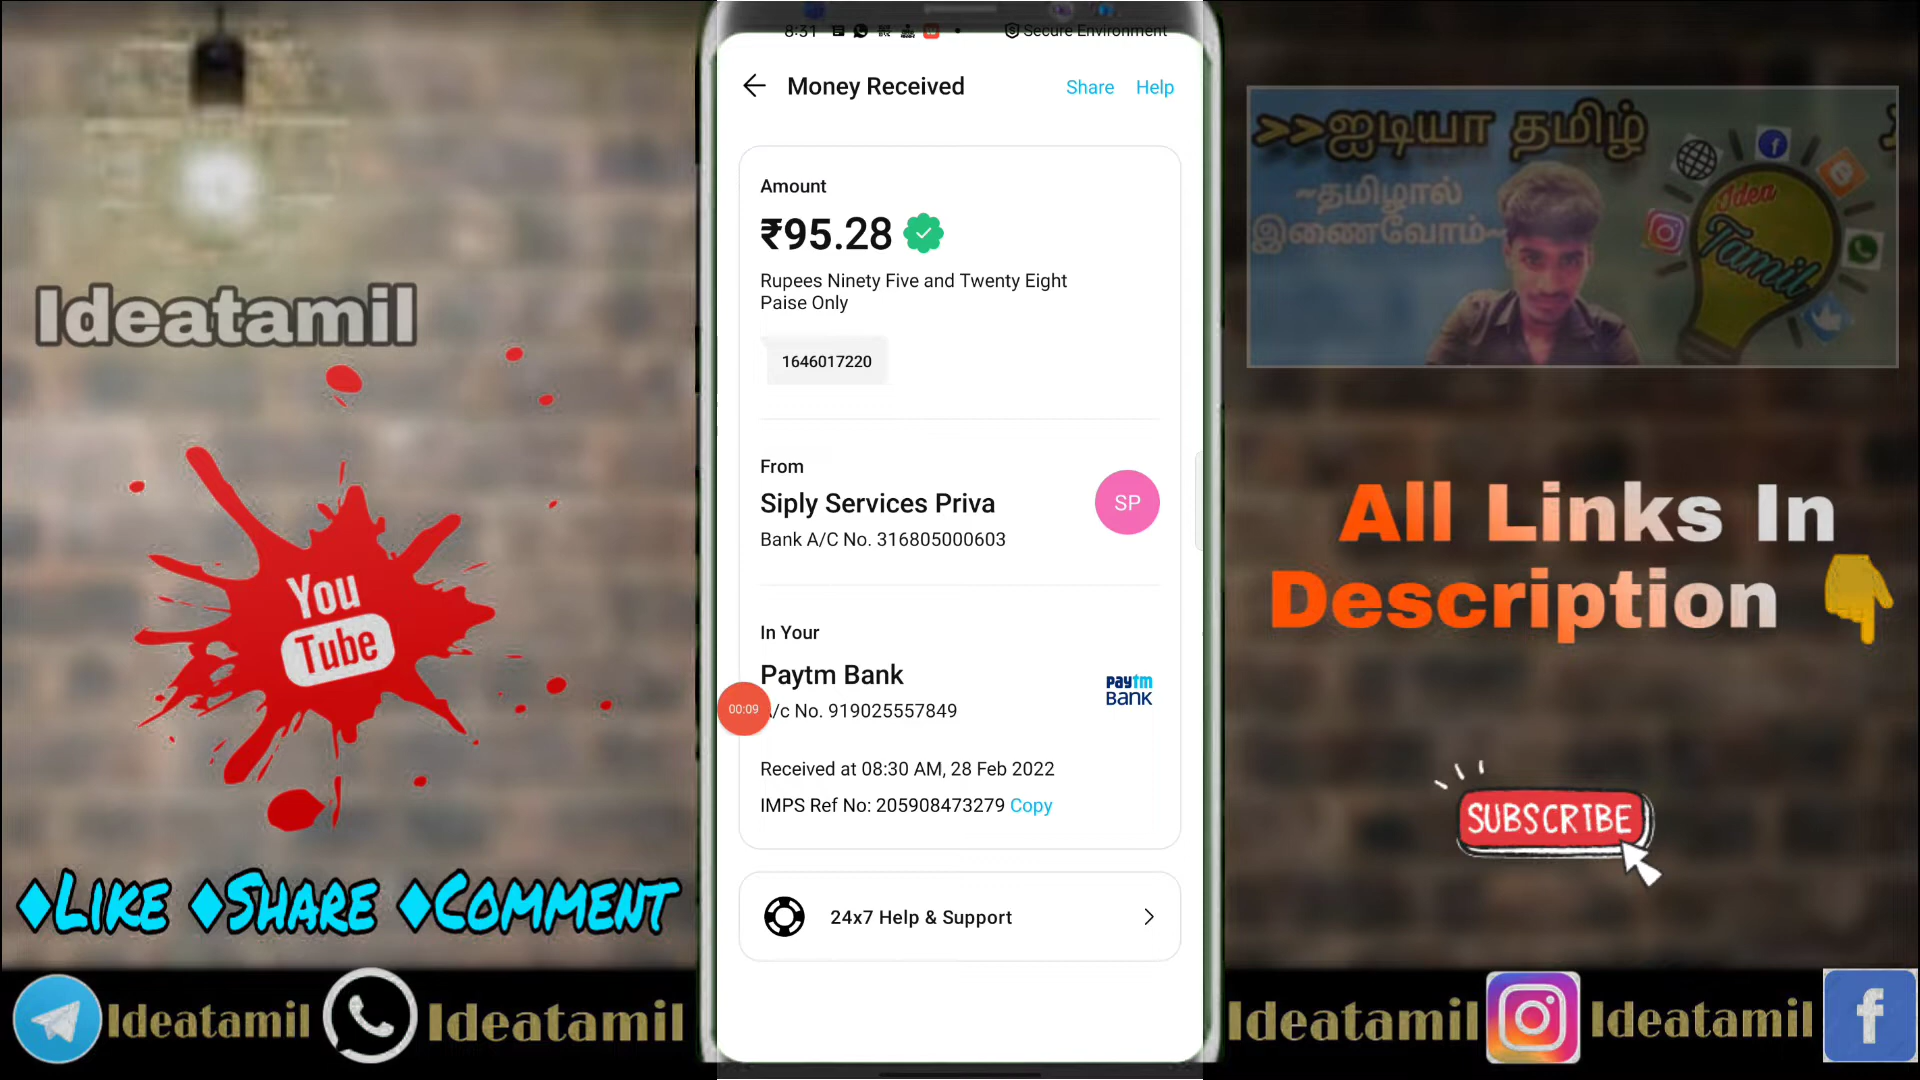 Ideatamil
You
Tube
♦LIKE ♦SHARE ♦COMMENT
Ideatamil
Ideatamil
8:31
Secure Environment
Money Received
Share
Help
Amount
₹95.28
Rupees Ninety Five and Twenty Eight
Paise Only
1646017220
From
Siply Services Priva
SP
Bank A/C No. 316805000603
In Your
Paytm Bank
paytm
BANK
00:09
/c No. 919025557849
Received at 08:30 AM, 28 Feb 2022
IMPS Ref No: 205908473279 Copy
24x7 Help & Support
>>ஐடியா தமிழ்
~தமிழால்
இணைவோம்~
Idea
Tamil
All Links In
Description 👇
SUBSCRIBE
Ideatamil
Ideatamil